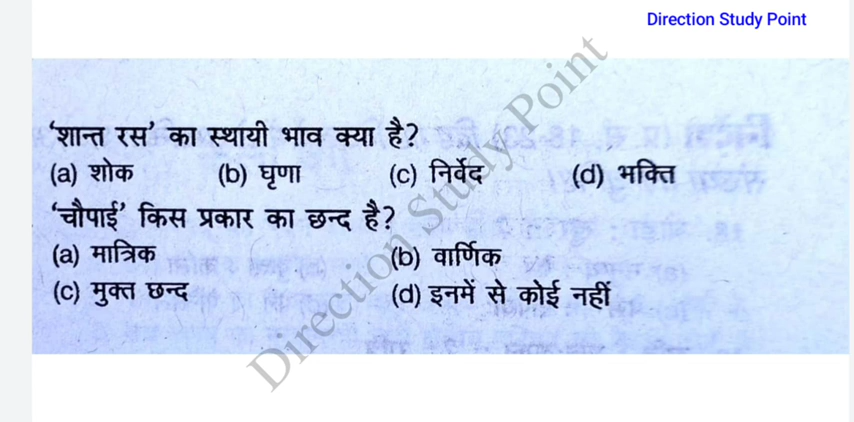 Direction Study Point
‘शान्त रस’ का स्थायी भाव क्या है?
(a) शोक (b) घृणा (c) निर्वेद (d) भक्ति
‘चौपाई’ किस प्रकार का छन्द है?
(a) मात्रिक (b) वार्णिक
(c) मुक्त छन्द (d) इनमें से कोई नहीं
Direction Study Point